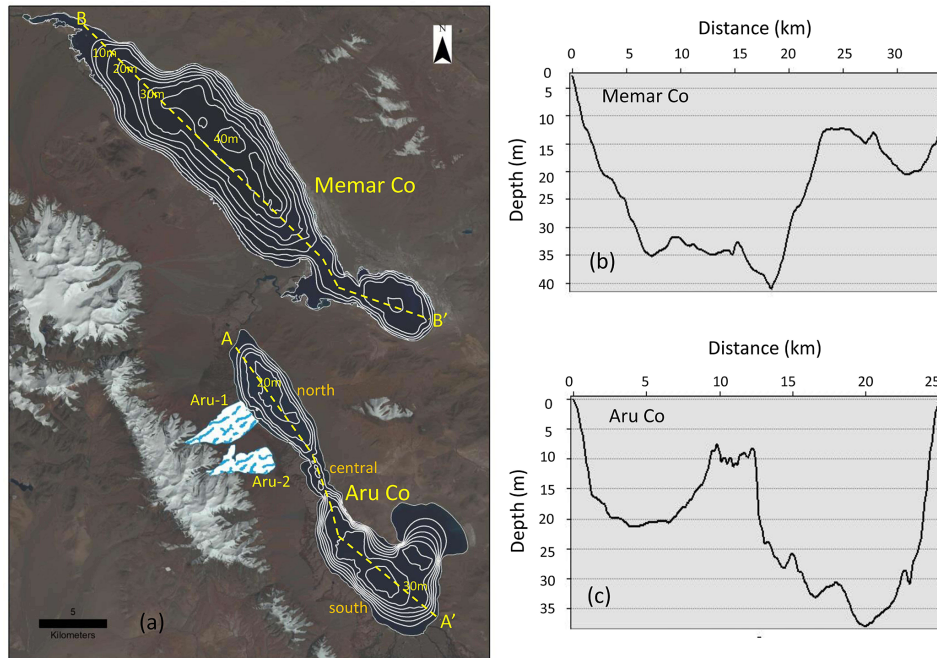 B
N
10m
20m
30m
40m
Memar Co
B'
A
20m
north
Aru-1
central
Aru-2
Aru Co
30m
south
A'
5
Kilometers
(a)
Distance (km)
0 5 10 15 20 25 30
Memar Co
Depth (m)
0
5
10
15
20
25
30
35
40
(b)
Distance (km)
0 5 10 15 20 25
Aru Co
Depth (m)
0
5
10
15
20
25
30
35
(c)
-